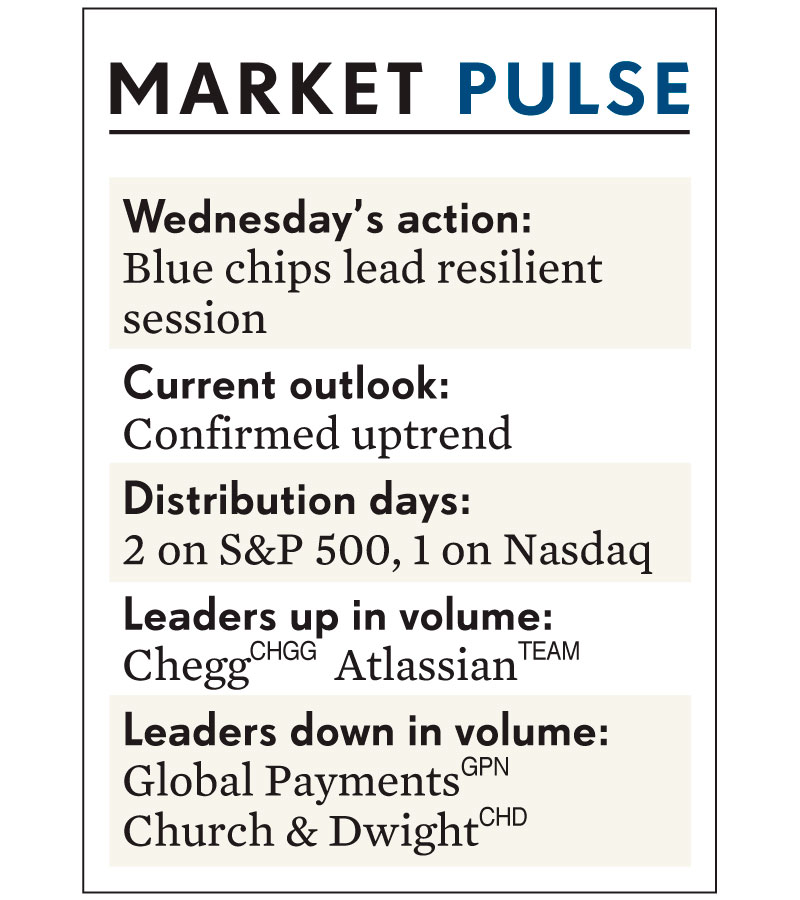 MARKET PULSE
Wednesday’s action:
Blue chips lead resilient
session
Current outlook:
Confirmed uptrend
Distribution days:
2 on S&P 500, 1 on Nasdaq
Leaders up in volume:
Chegg CHGG Atlassian TEAM
Leaders down in volume:
Global Payments GPN
Church & Dwight CHD